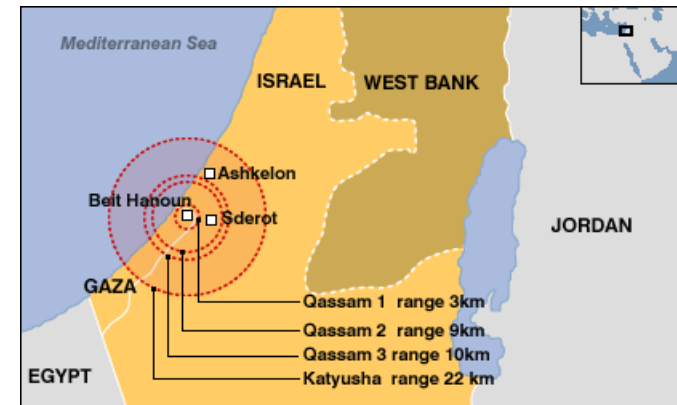 Mediterranean Sea
ISRAEL
WEST BANK
Ashkelon
Beit Hanoun
Sderot
JORDAN
GAZA
Qassam 1 range 3km
Qassam 2 range 9km
Qassam 3 range 10km
Katyusha range 22 km
EGYPT